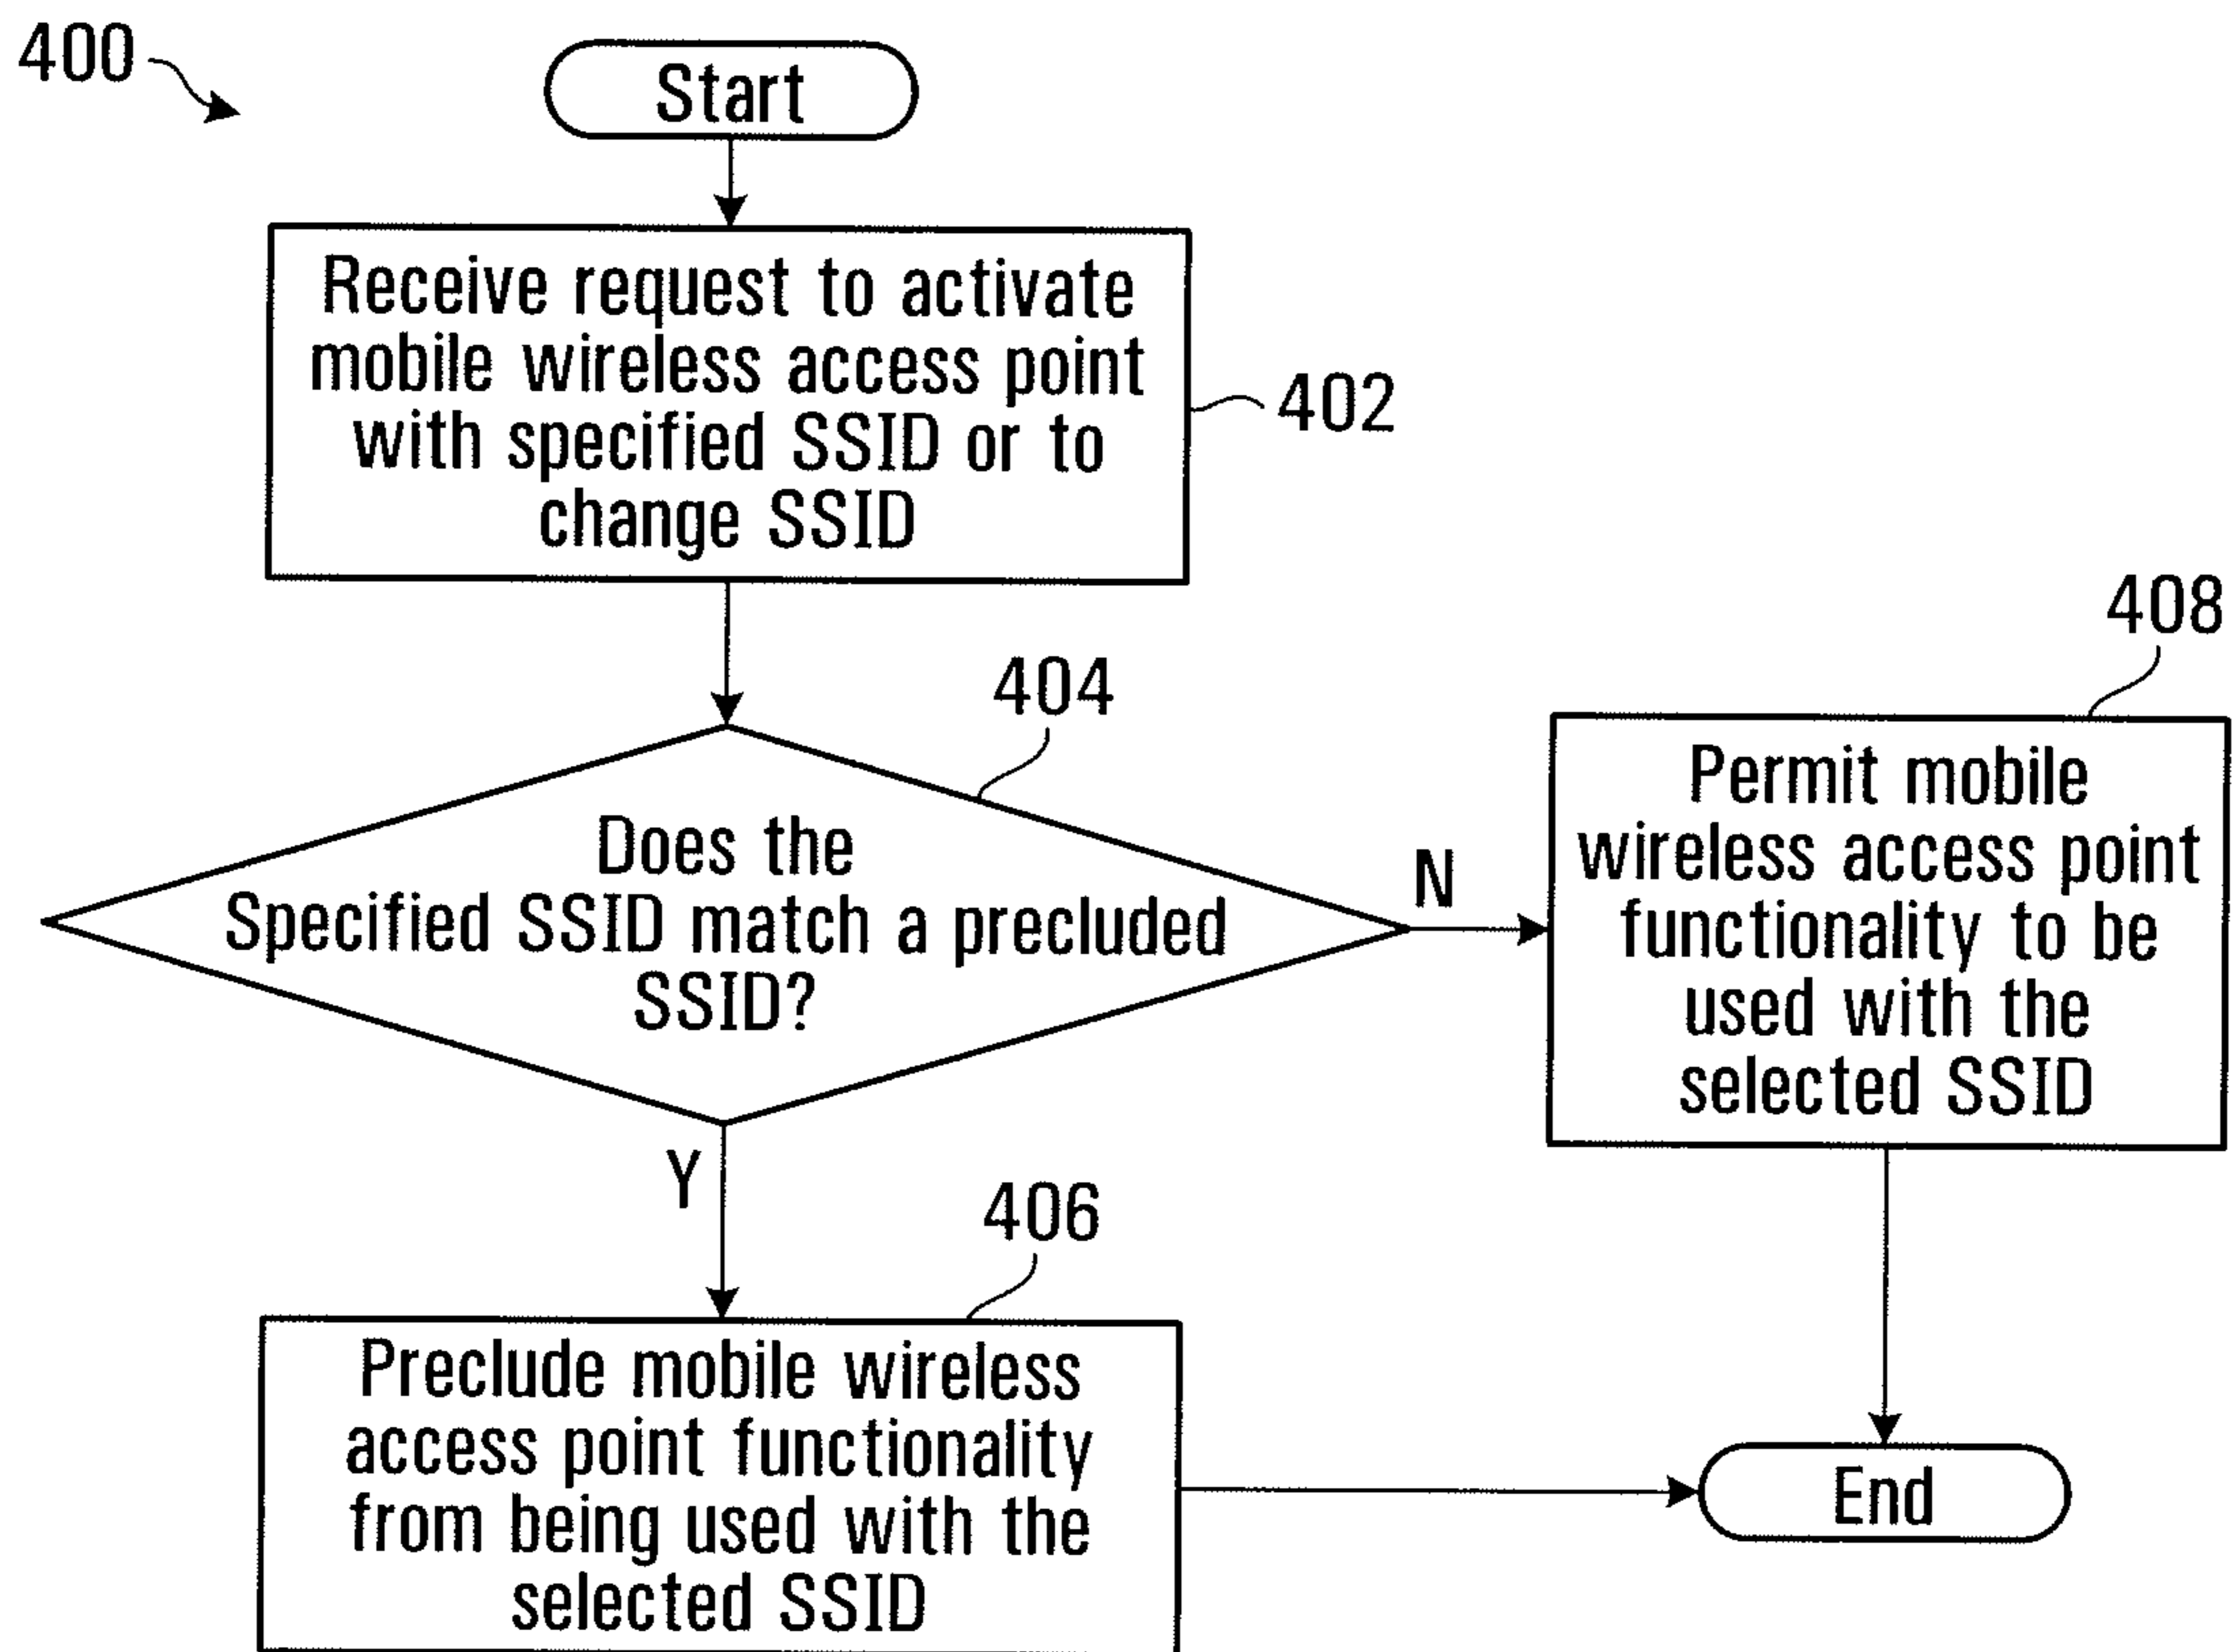 400
Start
Receive request to activate
mobile wireless access point
with specified SSID or to
change SSID
402
404
Does the
Specified SSID match a precluded
SSID?
N
Y
408
Permit mobile
wireless access point
functionality to be
used with the
selected SSID
406
Preclude mobile wireless
access point functionality
from being used with the
selected SSID
End